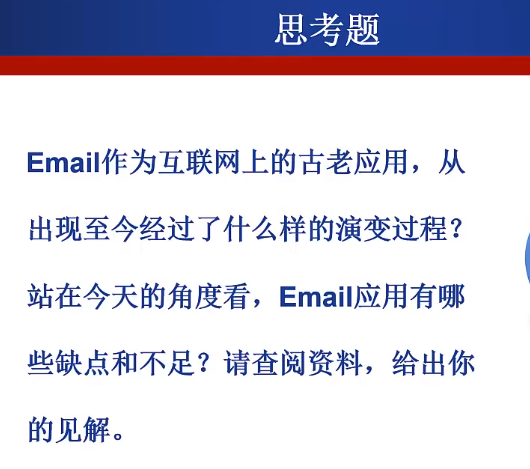 思考题
Email作为互联网上的古老应用，从
出现至今经过了什么样的演变过程？
站在今天的角度看，Email应用有哪
些缺点和不足？请查阅资料，给出你
的见解。